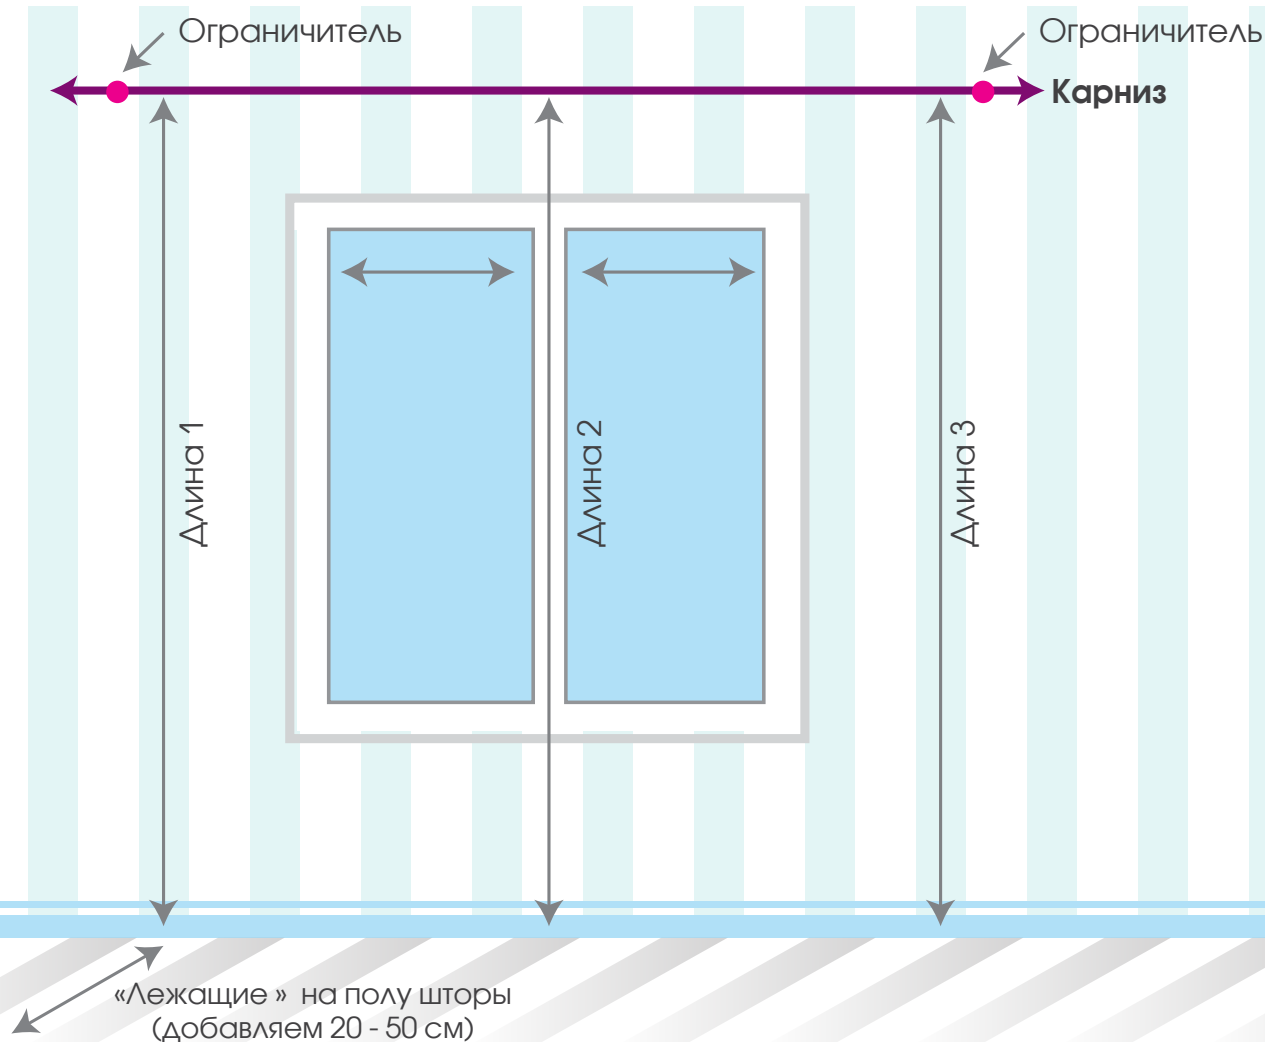 Ограничитель
Ограничитель
Карниз
Длина 1
Длина 2
Длина 3
«Лежащие » на полу шторы
(добавляем 20 - 50 см)